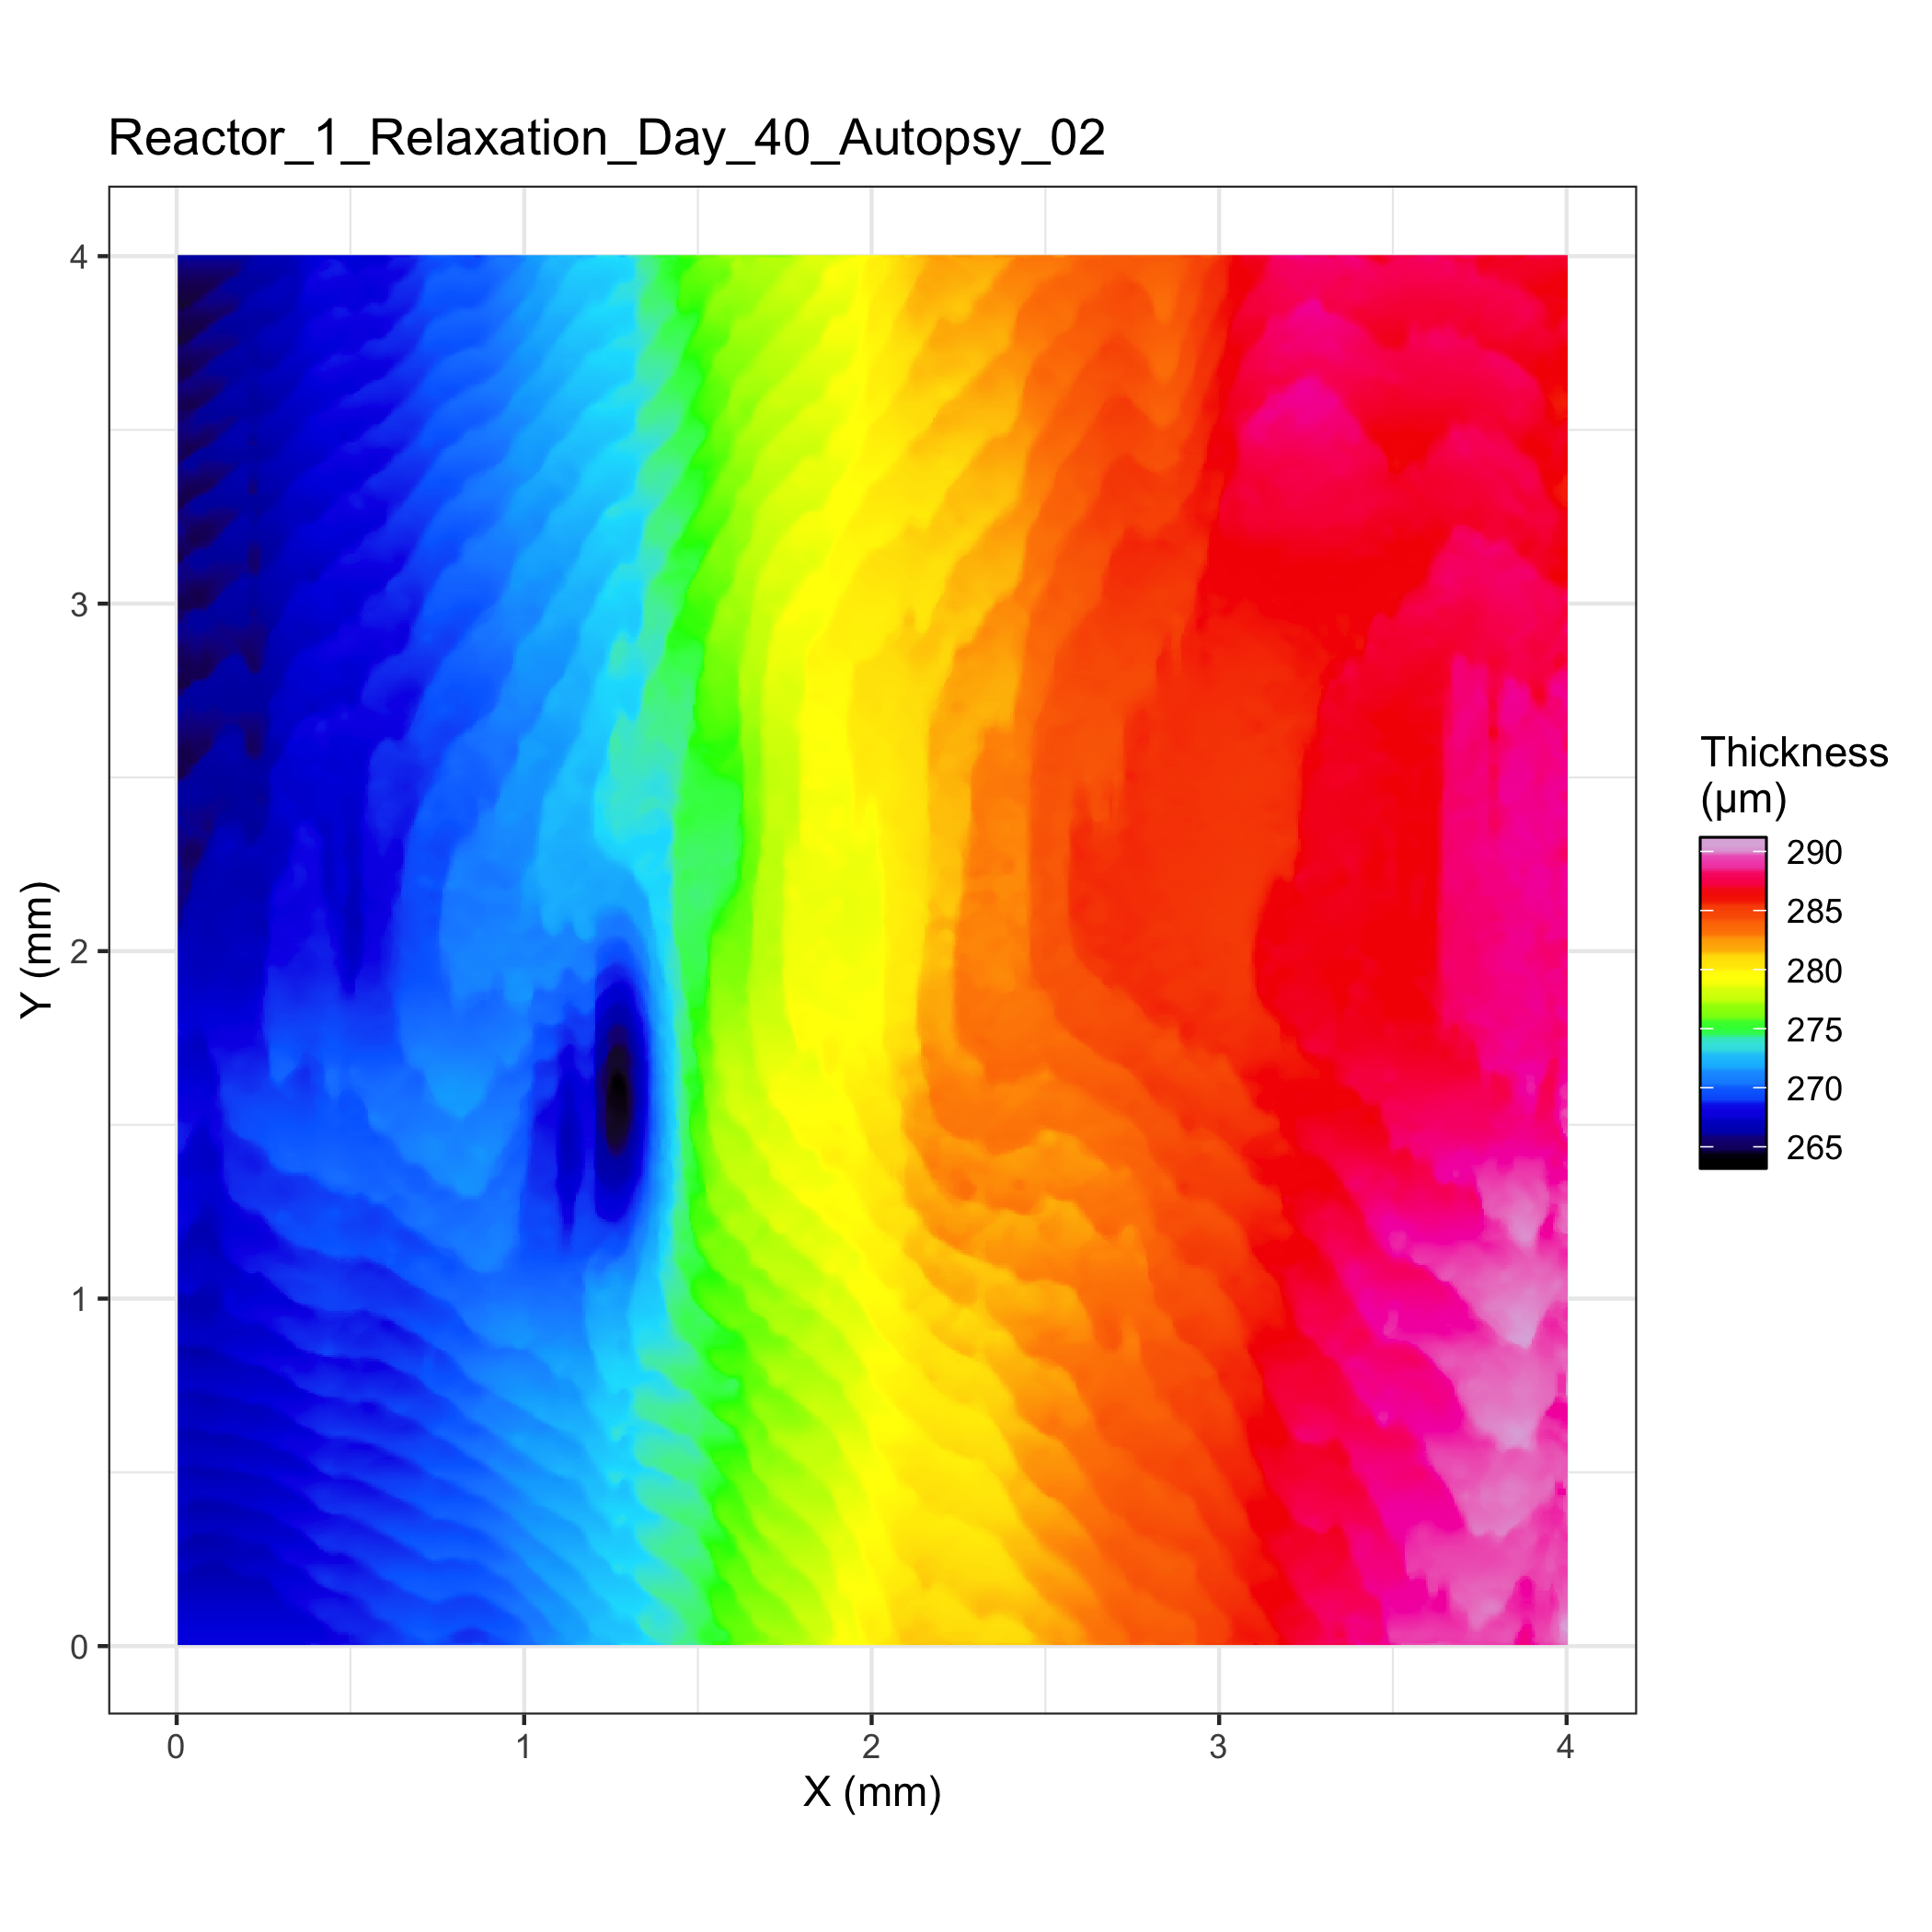 Reactor_1_Relaxation_Day_40_Autopsy_02
4
3
2
1
0
Y (mm)
0 1 2 3 4
X (mm)
Thickness
(µm)
290
285
280
275
270
265